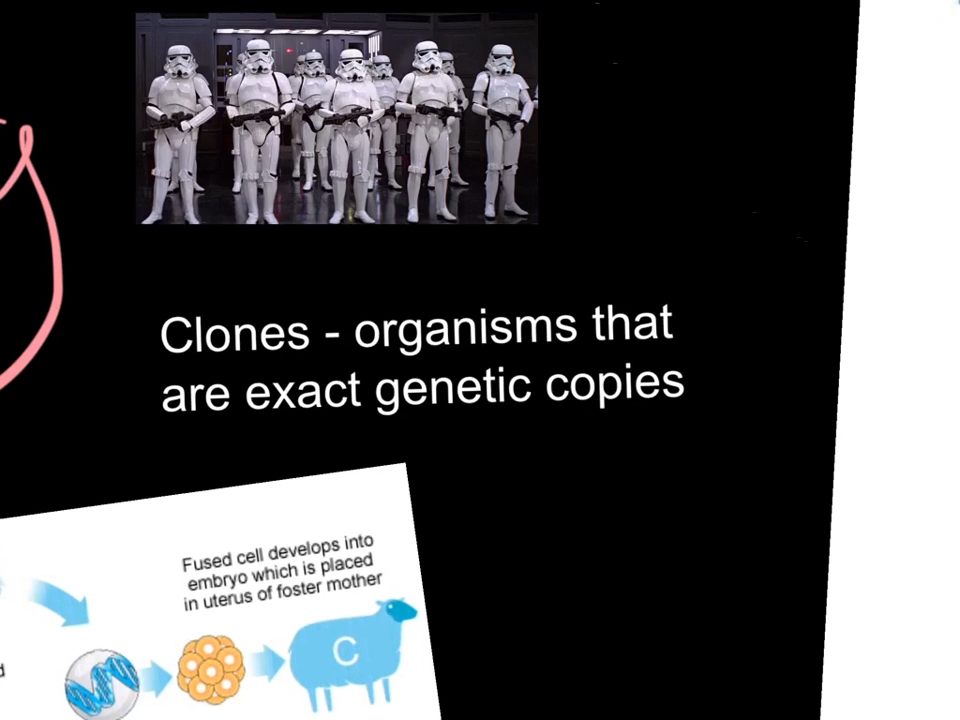 Clones - organisms that
are exact genetic copies
Fused cell develops into
embryo which is placed
in uterus of foster mother
C